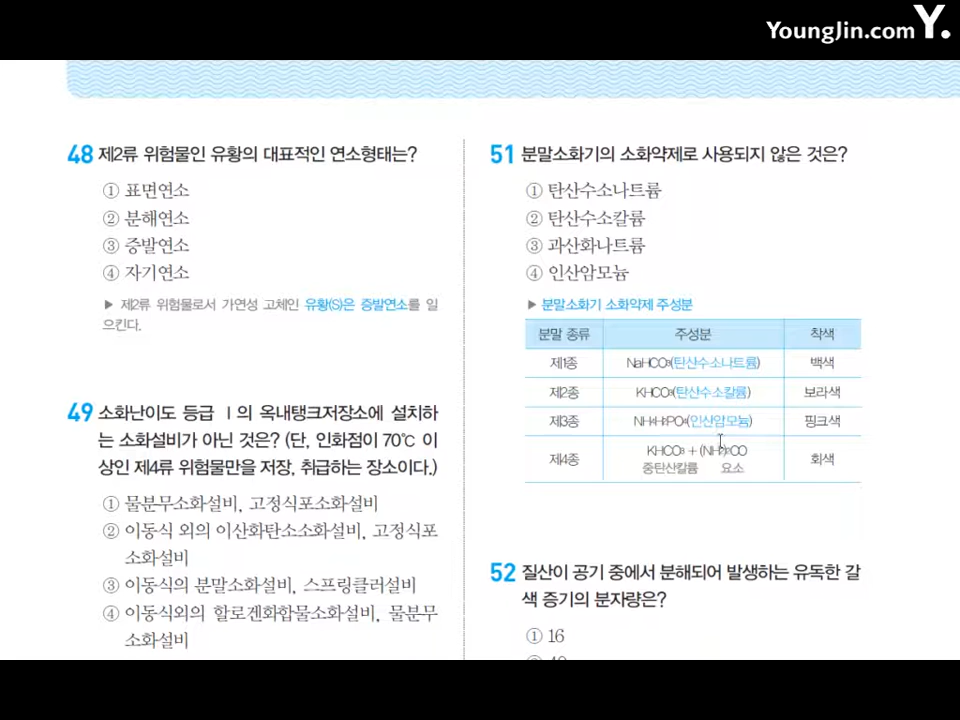 YoungJin.com Y.
48 제2류 위험물인 유황의 대표적인 연소형태는?
① 표면연소
② 분해연소
③ 증발연소
④ 자기연소
▶ 제2류 위험물로서 가연성 고체인 유황(S)은 증발연소를 일
으킨다.
49 소화난이도 등급 Ⅰ의 옥내탱크저장소에 설치하
는 소화설비가 아닌 것은? (단, 인화점이 70℃ 이
상인 제4류 위험물만을 저장, 취급하는 장소이다.)
① 물분무소화설비, 고정식포소화설비
② 이동식 외의 이산화탄소소화설비, 고정식포
소화설비
③ 이동식의 분말소화설비, 스프링클러설비
④ 이동식외의 할로겐화합물소화설비, 물분무
소화설비
51 분말소화기의 소화약제로 사용되지 않은 것은?
① 탄산수소나트륨
② 탄산수소칼륨
③ 과산화나트륨
④ 인산암모늄
▶ 분말소화기 소화약제 주성분
분말 종류 주성분 착색
제1종 NaHCO₃(탄산수소나트륨) 백색
제2종 KHCO₃(탄산수소칼륨) 보라색
제3종 NH₄H₂PO₄(인산암모늄) 핑크색
제4종 KHCO₃ + (NH₂)₂CO 회색
중탄산칼륨 요소
52 질산이 공기 중에서 분해되어 발생하는 유독한 갈
색 증기의 분자량은?
① 16